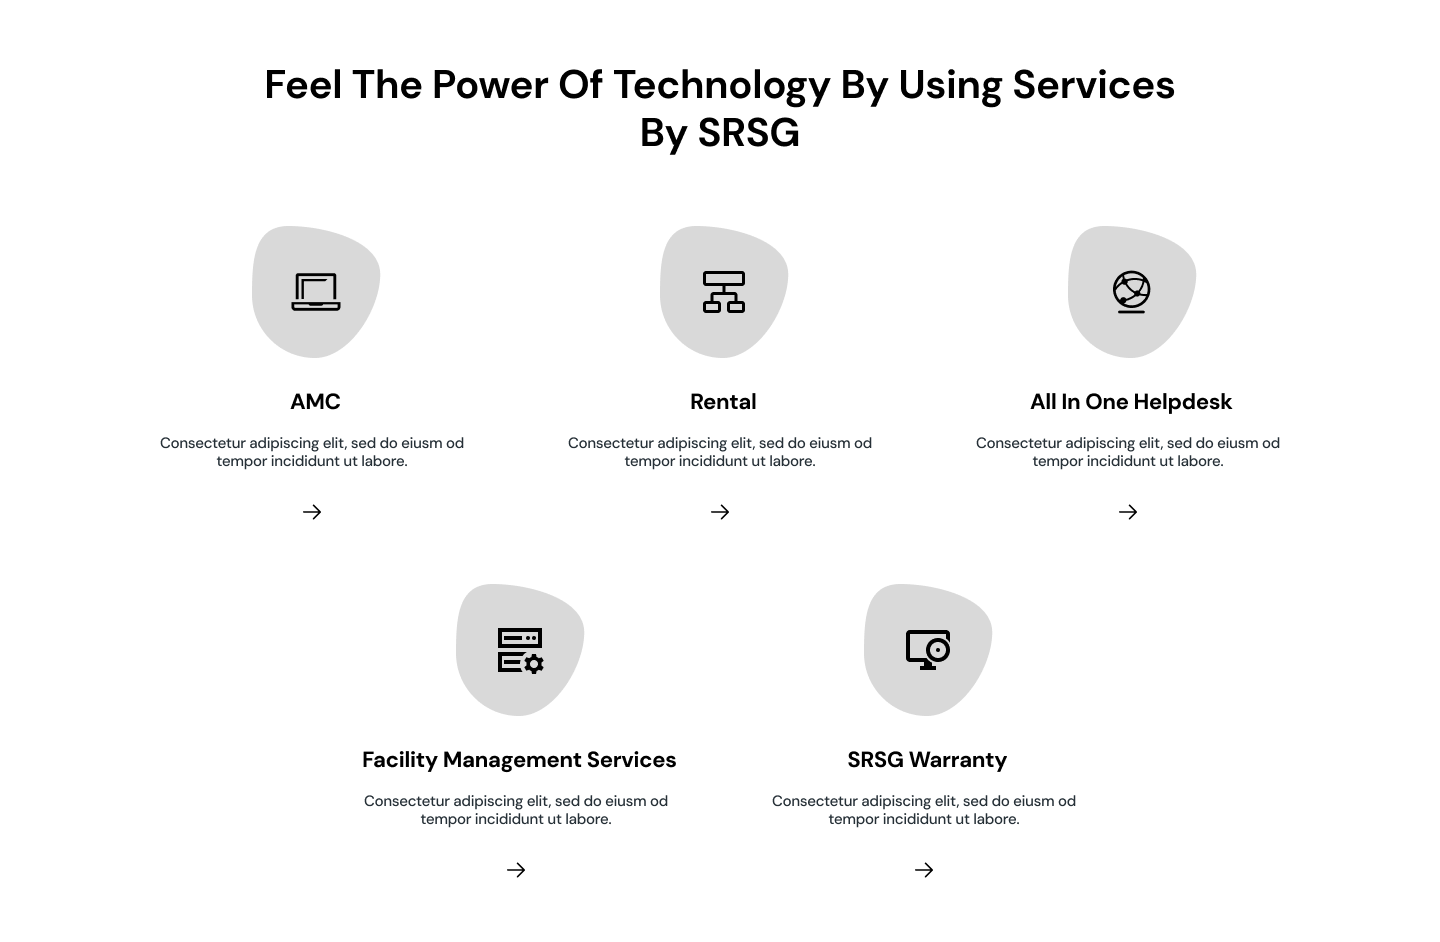 Feel The Power Of Technology By Using Services
By SRSG
AMC
Consectetur adipiscing elit, sed do eiusm od
tempor incididunt ut labore.
Rental
Consectetur adipiscing elit, sed do eiusm od
tempor incididunt ut labore.
All In One Helpdesk
Consectetur adipiscing elit, sed do eiusm od
tempor incididunt ut labore.
Facility Management Services
Consectetur adipiscing elit, sed do eiusm od
tempor incididunt ut labore.
SRSG Warranty
Consectetur adipiscing elit, sed do eiusm od
tempor incididunt ut labore.